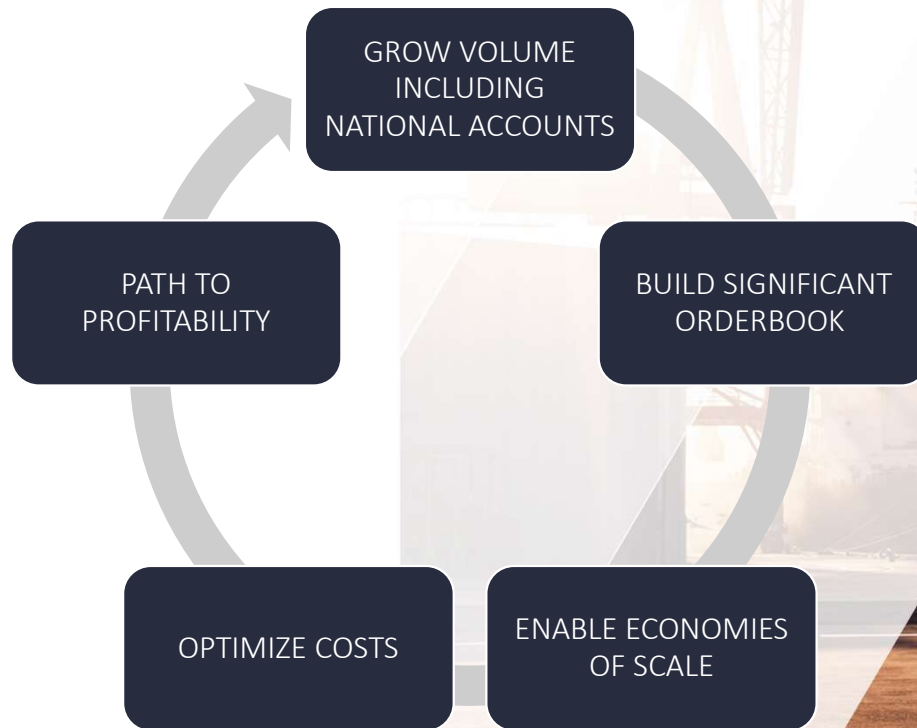 GROW VOLUME
INCLUDING
NATIONAL ACCOUNTS
BUILD SIGNIFICANT
ORDERBOOK
ENABLE ECONOMIES
OF SCALE
OPTIMIZE COSTS
PATH TO
PROFITABILITY